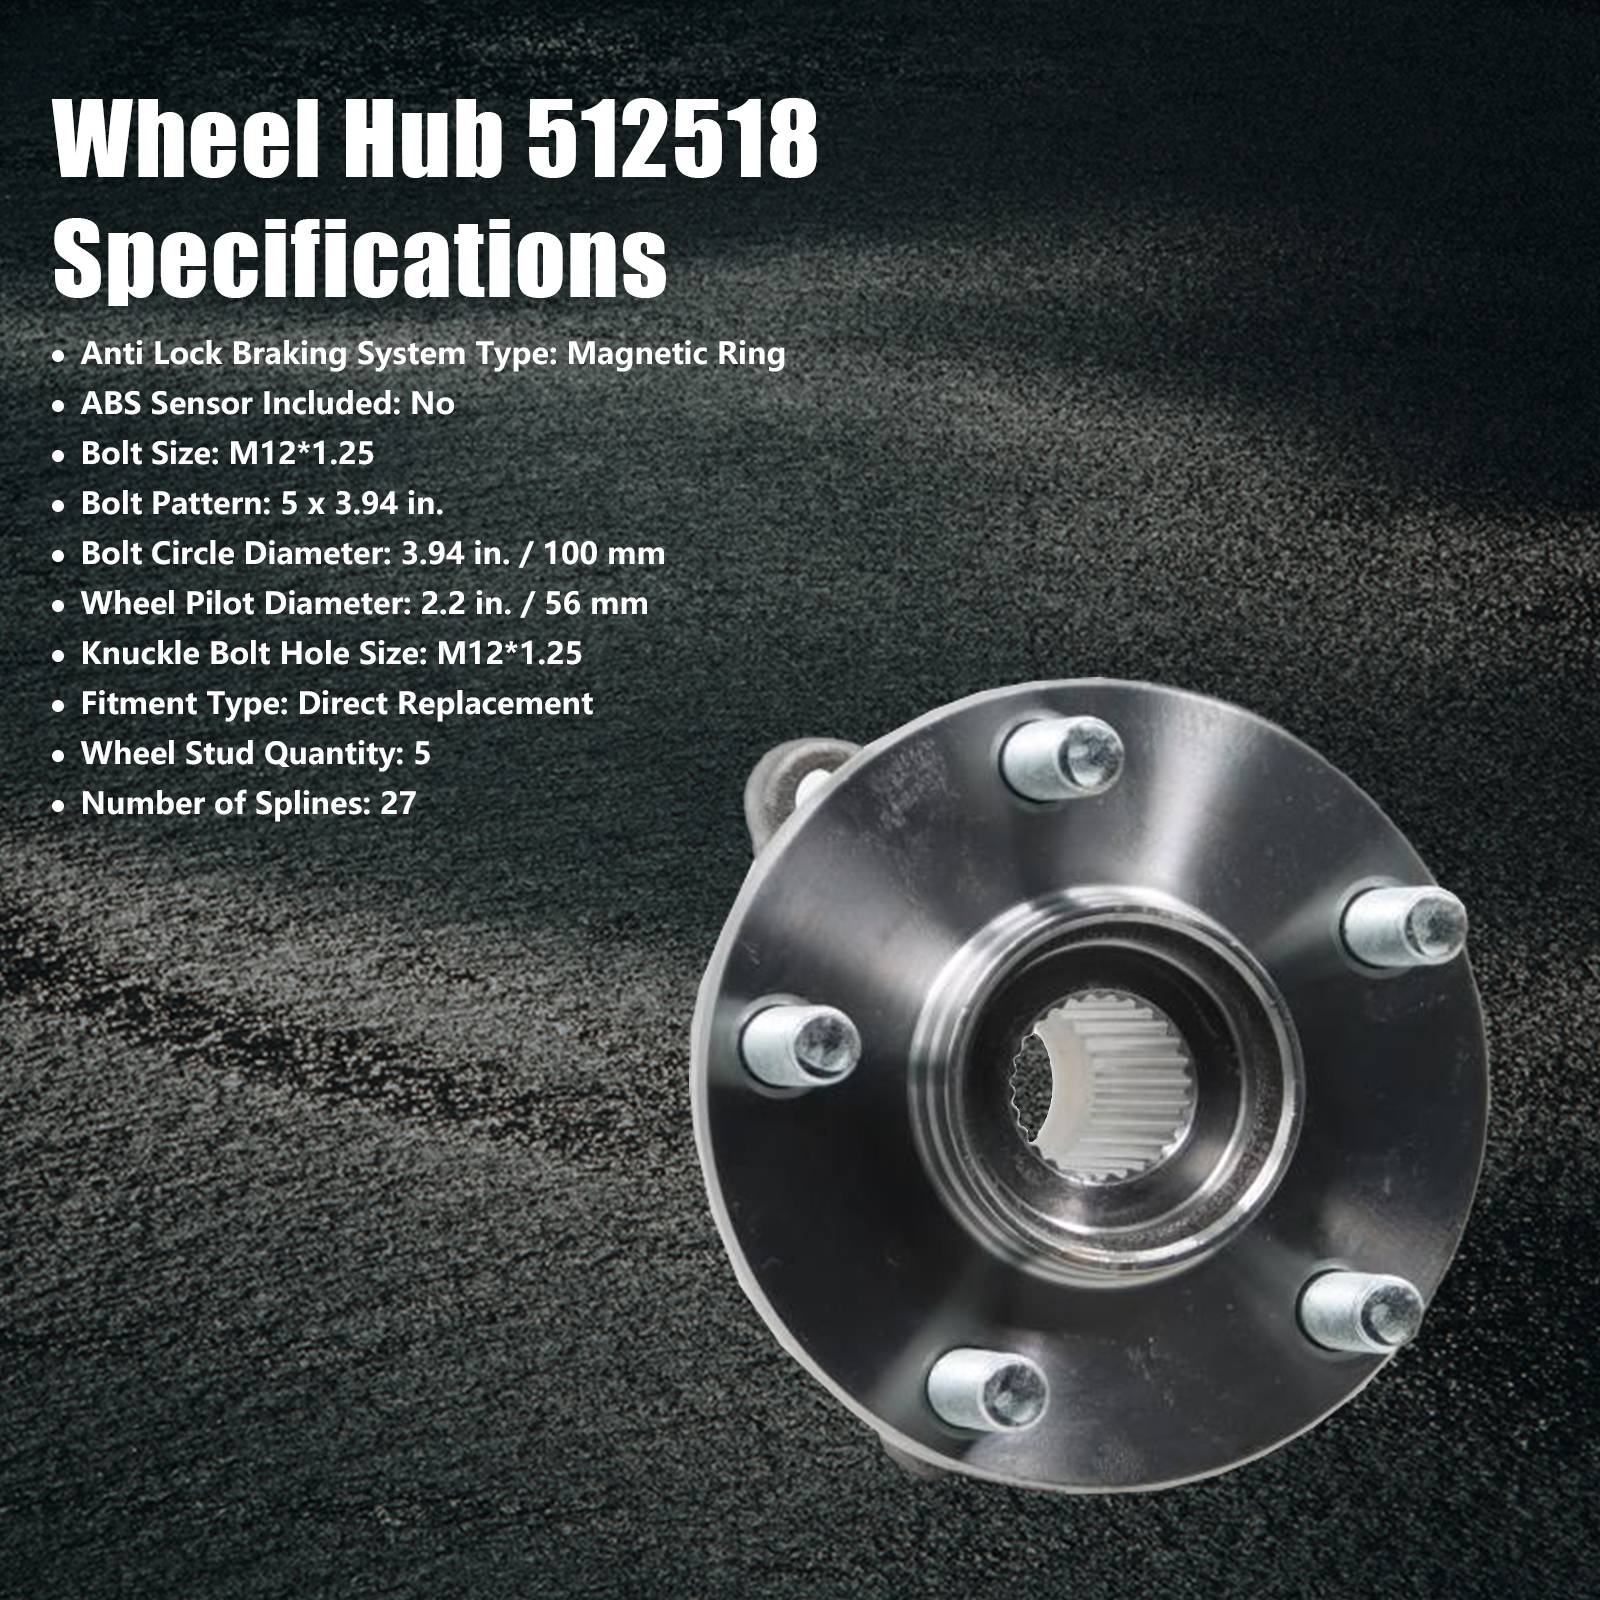 Wheel Hub 512518
Specifications
• Anti Lock Braking System Type: Magnetic Ring
• ABS Sensor Included: No
• Bolt Size: M12*1.25
• Bolt Pattern: 5 x 3.94 in.
• Bolt Circle Diameter: 3.94 in. / 100 mm
• Wheel Pilot Diameter: 2.2 in. / 56 mm
• Knuckle Bolt Hole Size: M12*1.25
• Fitment Type: Direct Replacement
• Wheel Stud Quantity: 5
• Number of Splines: 27